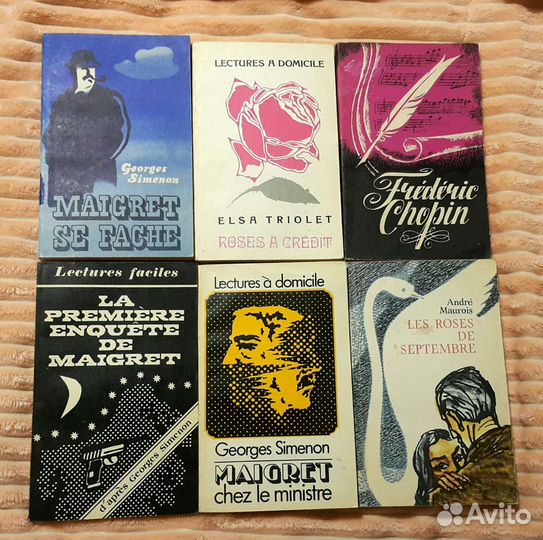 Georges
Simenon
MAIGRET
SE FACHE
LECTURES A DOMICILE
ELSA TRIOLET
ROSES À CRÉDIT
Frédéric
Chopin
Lectures faciles
LA
PREMIÈRE
ENQUÊTE
DE
MAIGRET
d'après Georges Simenon
Lectures à domicile
Georges Simenon
MAIGRET
chez le ministre
André
Maurois
LES ROSES
DE
SEPTEMBRE
Avito